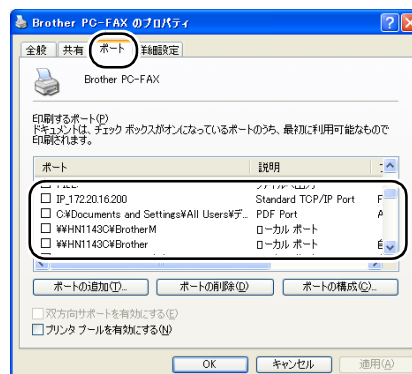 Brother PC-FAX のプロパティ
全般 共有 ポート 詳細設定
Brother PC-FAX
印刷するポート(P)
ドキュメントは、チェック ボックスがオンになっているポートのうち、最初に利用可能なもので
印刷されます。
ポート 説明
FILE: ファイルへ出力
IP_172.20.16.200 Standard TCP/IP Port F
C:¥Documents and Settings¥All Users¥デ... PDF Port A
¥¥HN1143C¥BrotherM ローカル ポート
¥¥HN1143C¥Brother ローカル ポート
ポートの追加(T)... ポートの削除(D) ポートの構成(C)...
双方向サポートを有効にする(E)
プリンタ プールを有効にする(N)
OK キャンセル 適用(A)